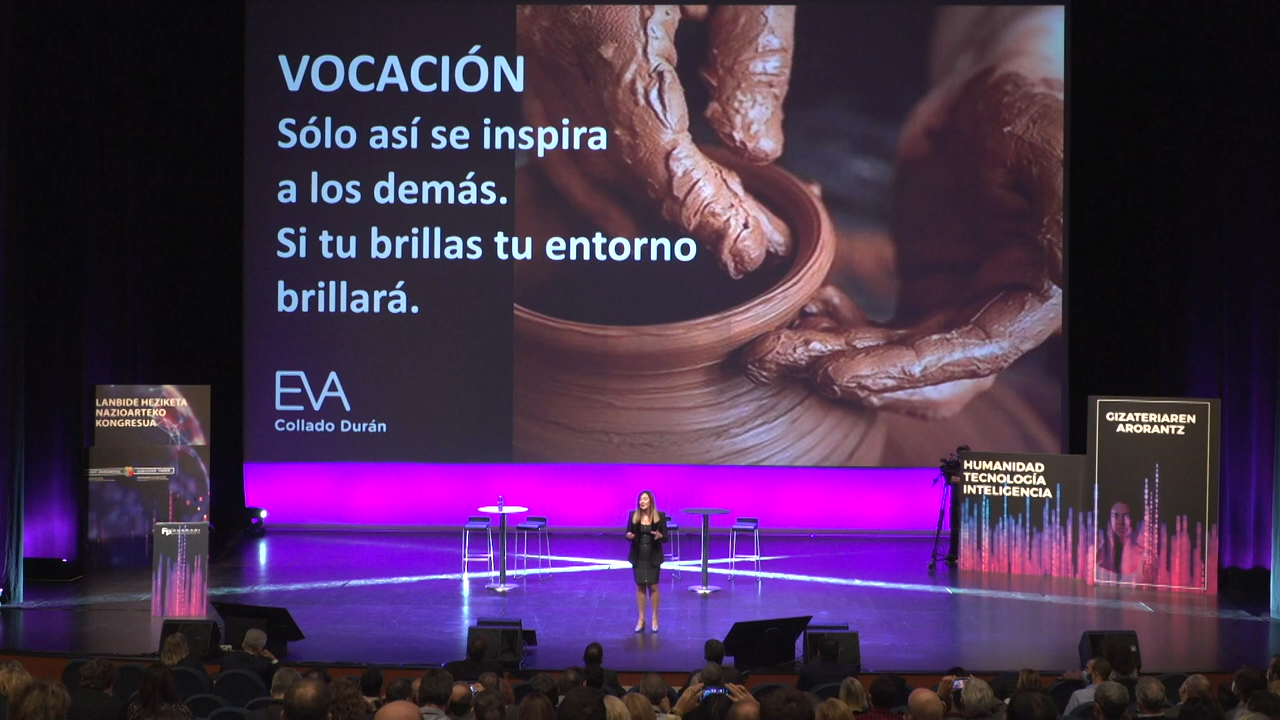 VOCACIÓN
Sólo así se inspira
a los demás.
Si tu brillas tu entorno
brillará.
EVA
Collado Durán
LANBIDE HEZIKETA
NAZIOARTEKO
KONGRESUA
GIZATERIAREN
ARORANTZ
HUMANIDAD
TECNOLOGÍA
INTELIGENCIA